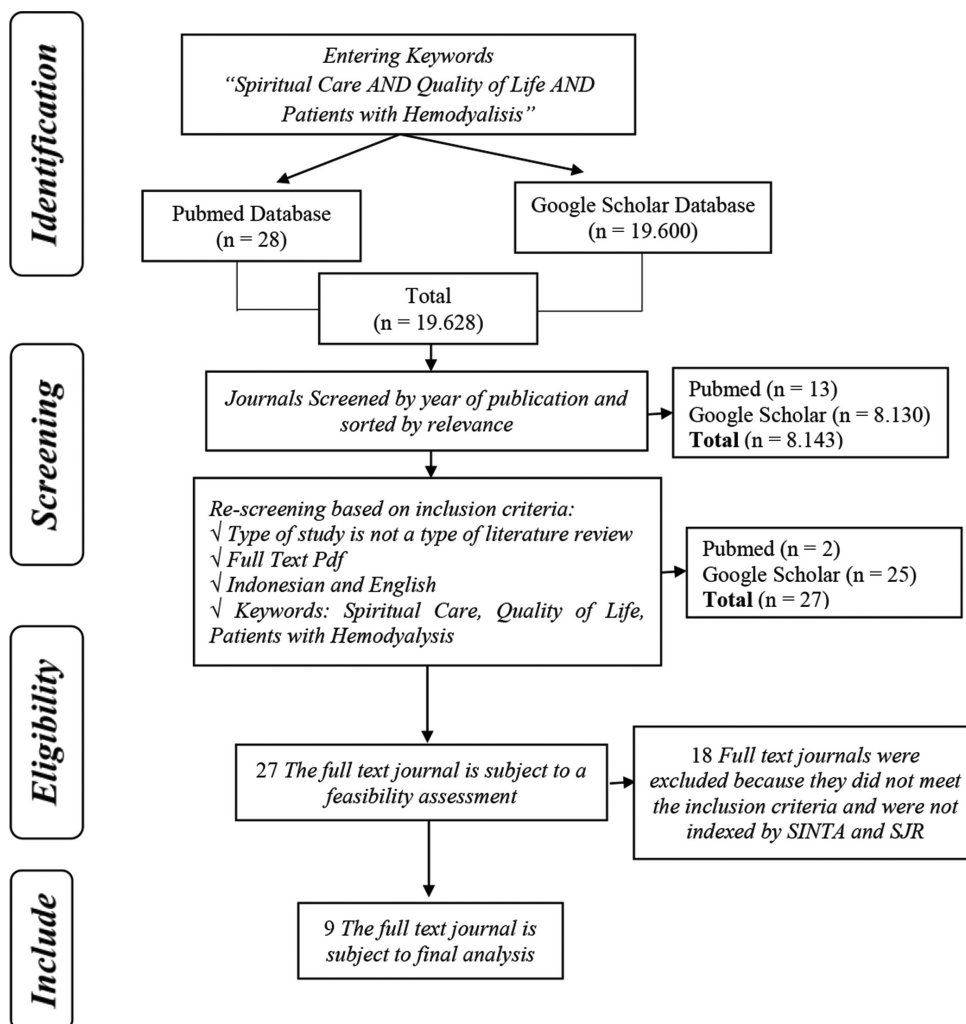 Identification
Entering Keywords
“Spiritual Care AND Quality of Life AND
Patients with Hemodyalisis”
Pubmed Database
(n = 28)
Google Scholar Database
(n = 19.600)
Total
(n = 19.628)
Screening
Journals Screened by year of publication and
sorted by relevance
Pubmed (n = 13)
Google Scholar (n = 8.130)
Total (n = 8.143)
Re-screening based on inclusion criteria:
√ Type of study is not a type of literature review
√ Full Text Pdf
√ Indonesian and English
√ Keywords: Spiritual Care, Quality of Life,
Patients with Hemodyalysis
Pubmed (n = 2)
Google Scholar (n = 25)
Total (n = 27)
Eligibility
27 The full text journal is subject to a
feasibility assessment
18 Full text journals were
excluded because they did not meet
the inclusion criteria and were not
indexed by SINTA and SJR
Include
9 The full text journal is
subject to final analysis